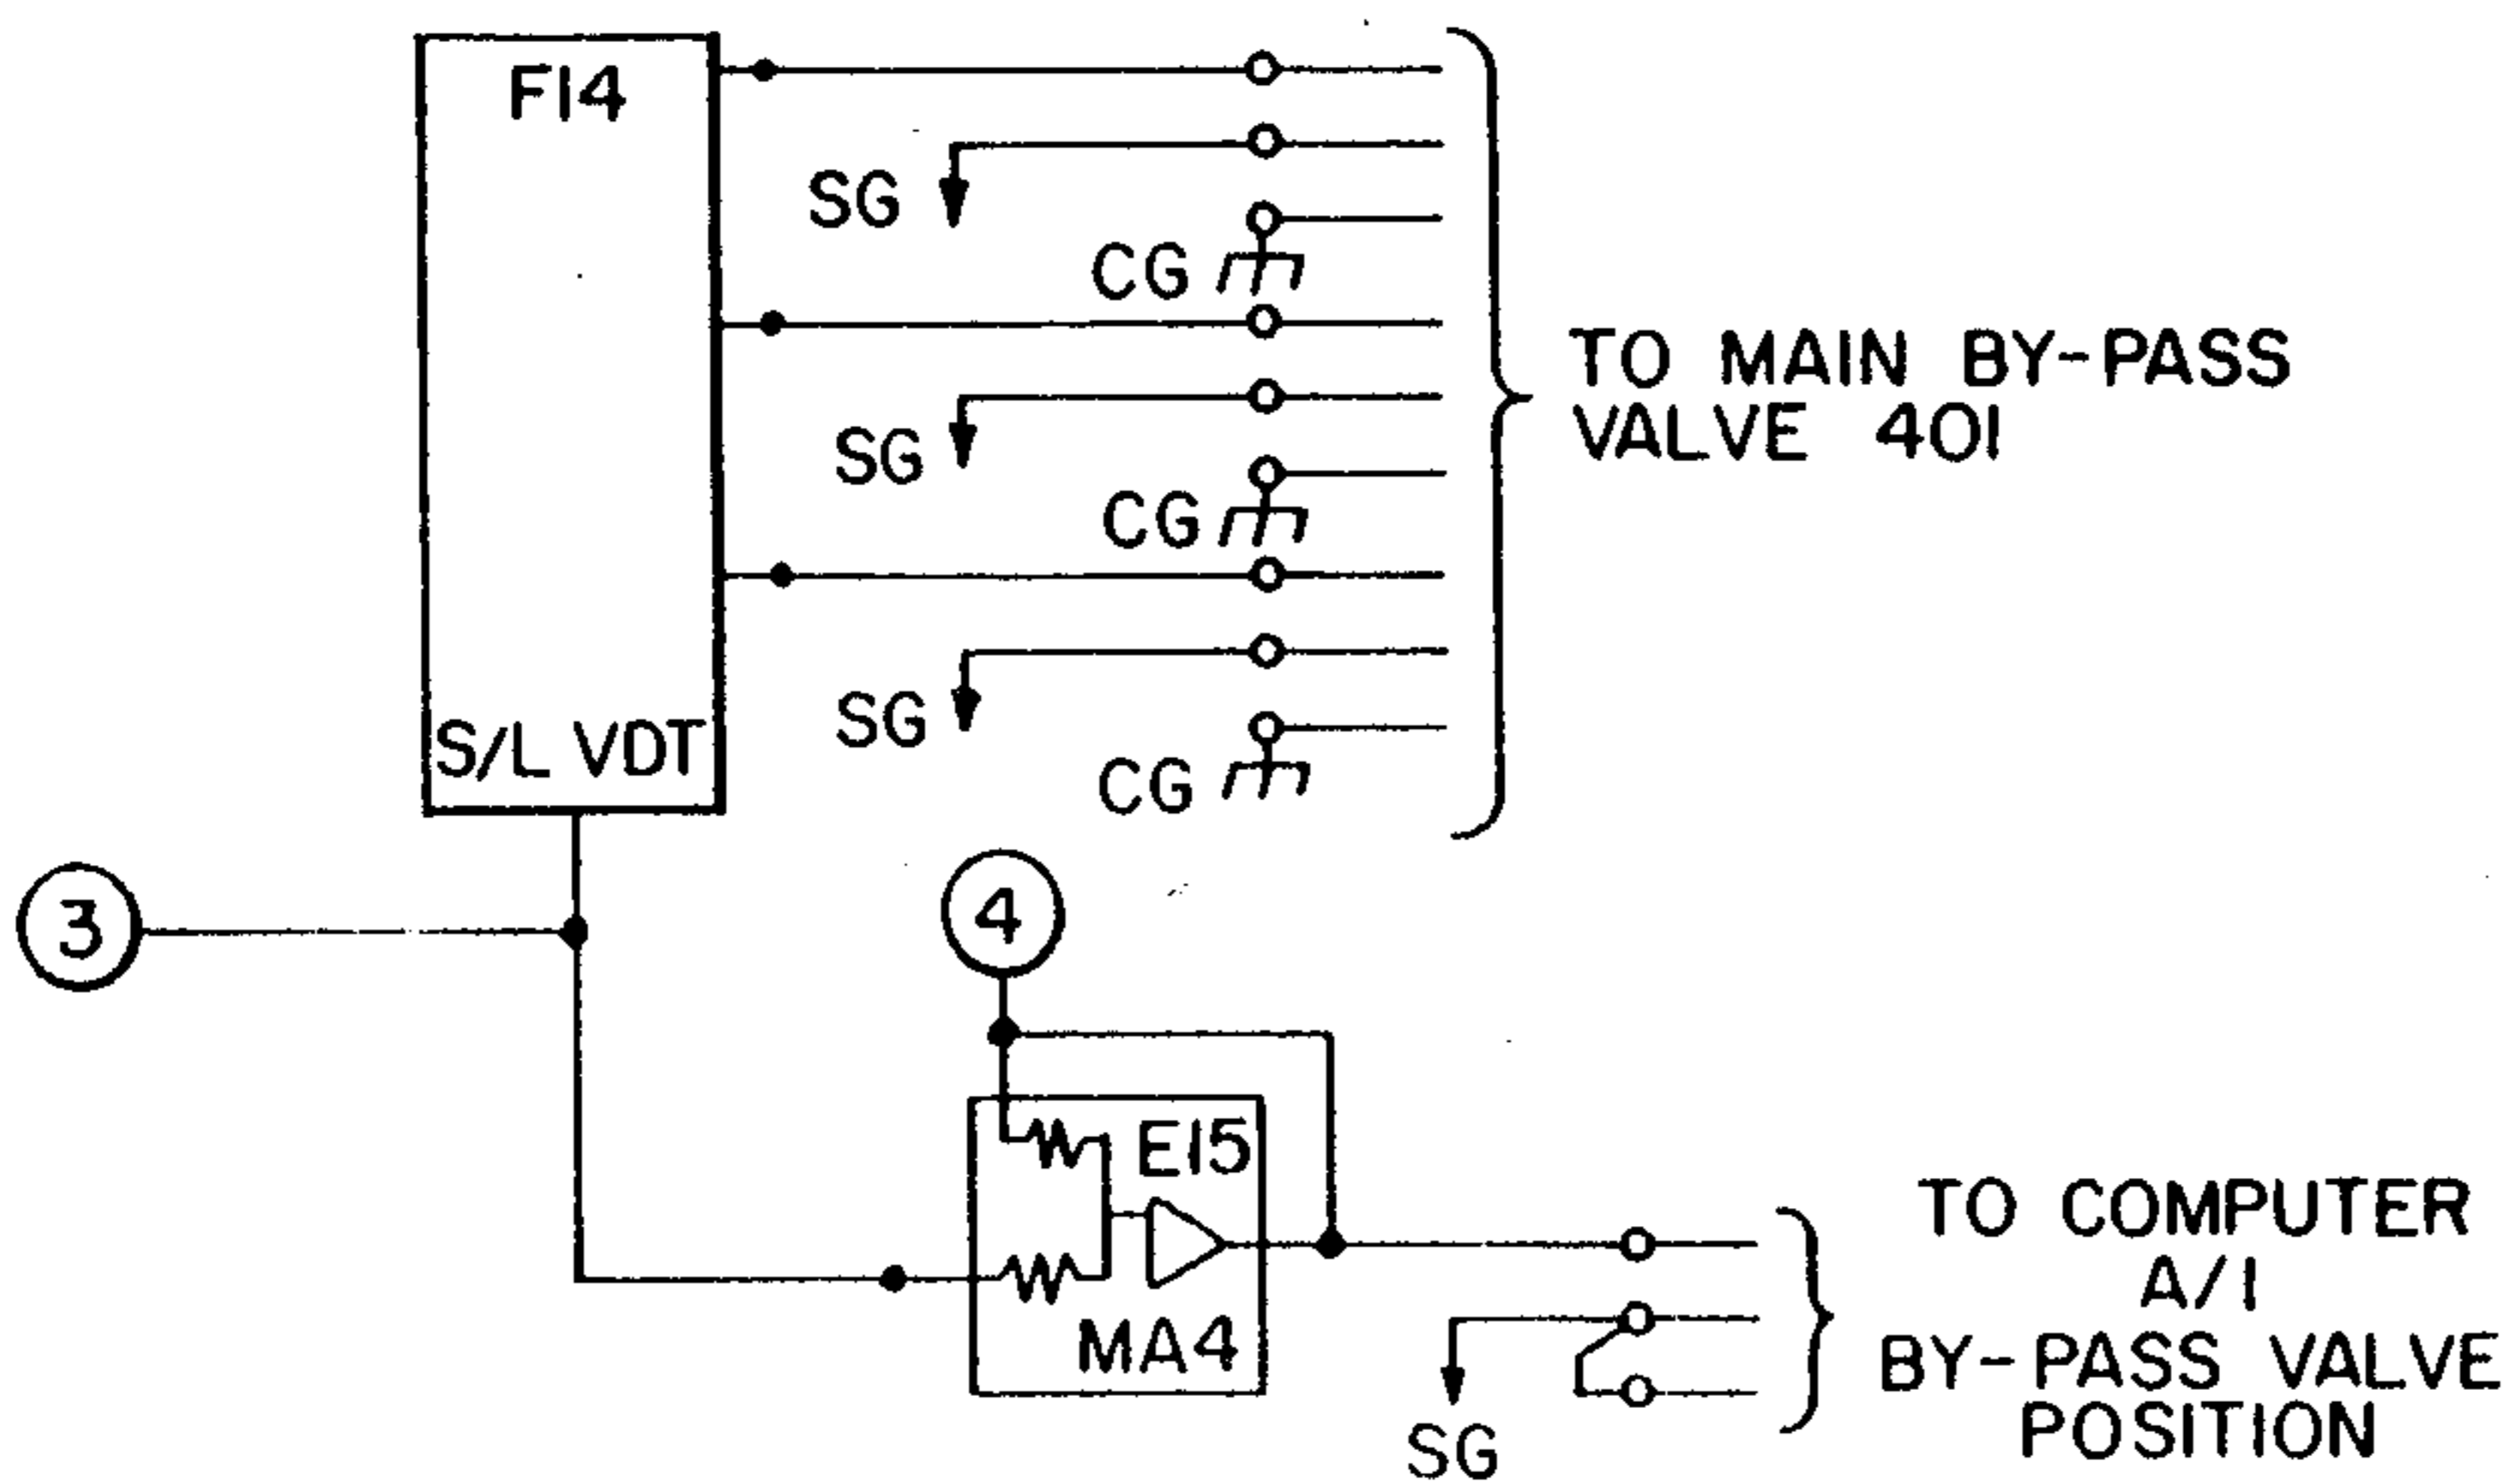 F14
SG
CG
TO MAIN BY-PASS
VALVE 401
SG
CG
SG
S/L VDT
CG
3
4
E15
MA4
TO COMPUTER
A/I
BY-PASS VALVE
POSITION
SG